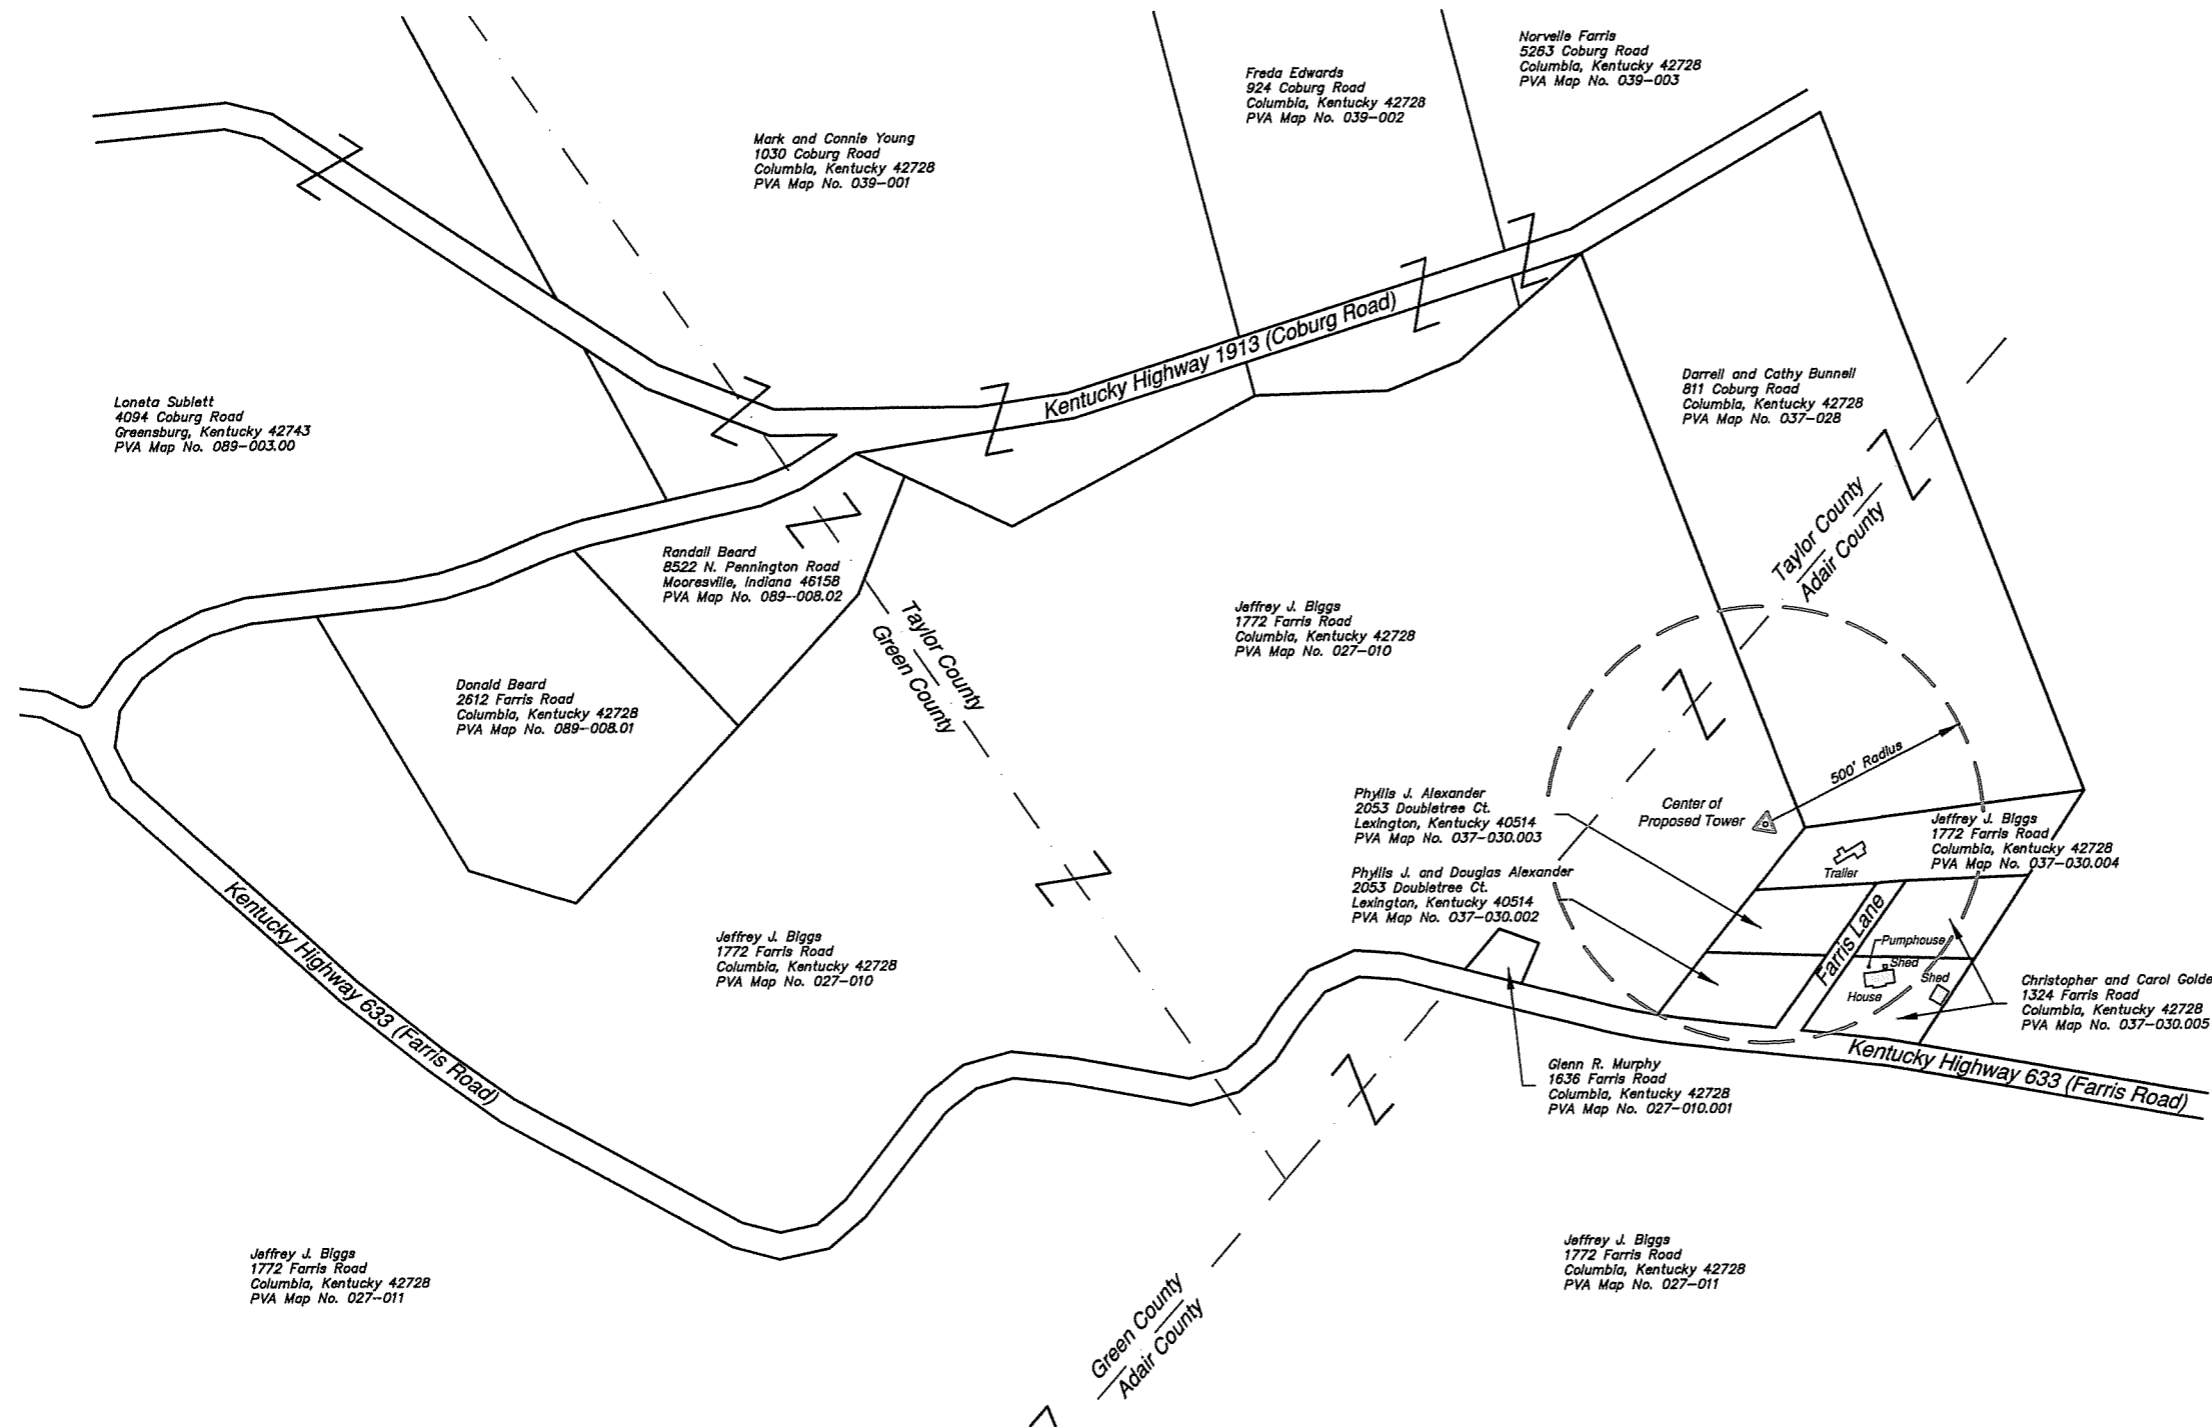 Norvelle Farris
5283 Coburg Road
Columbia, Kentucky 42728
PVA Map No. 039-003
Freda Edwards
924 Coburg Road
Columbia, Kentucky 42728
PVA Map No. 039-002
Mark and Connie Young
1030 Coburg Road
Columbia, Kentucky 42728
PVA Map No. 039-001
Kentucky Highway 1913 (Coburg Road)
Loneta Sublett
4094 Coburg Road
Greensburg, Kentucky 42743
PVA Map No. 089-003.00
Darrell and Cathy Bunnell
811 Coburg Road
Columbia, Kentucky 42728
PVA Map No. 037-028
Taylor County
Adair County
Randall Beard
8522 N. Pennington Road
Mooresville, Indiana 46158
PVA Map No. 089-008.02
Taylor County
Green County
Jeffrey J. Biggs
1772 Farris Road
Columbia, Kentucky 42728
PVA Map No. 027-010
Donald Beard
2612 Farris Road
Columbia, Kentucky 42728
PVA Map No. 089-008.01
500' Radius
Center of
Proposed Tower
Phyllis J. Alexander
2053 Doubletree Ct.
Lexington, Kentucky 40514
PVA Map No. 037-030.003
Jeffrey J. Biggs
1772 Farris Road
Columbia, Kentucky 42728
PVA Map No. 037-030.004
Trailer
Phyllis J. and Douglas Alexander
2053 Doubletree Ct.
Lexington, Kentucky 40514
PVA Map No. 037-030.002
Farris Lane
Pumphouse
Shed
Shed
House
Kentucky Highway 633 (Farris Road)
Jeffrey J. Biggs
1772 Farris Road
Columbia, Kentucky 42728
PVA Map No. 027-010
Christopher and Carol Golde
1324 Farris Road
Columbia, Kentucky 42728
PVA Map No. 037-030.005
Kentucky Highway 633 (Farris Road)
Glenn R. Murphy
1636 Farris Road
Columbia, Kentucky 42728
PVA Map No. 027-010.001
Jeffrey J. Biggs
1772 Farris Road
Columbia, Kentucky 42728
PVA Map No. 027-011
Green County
Adair County
Jeffrey J. Biggs
1772 Farris Road
Columbia, Kentucky 42728
PVA Map No. 027-011